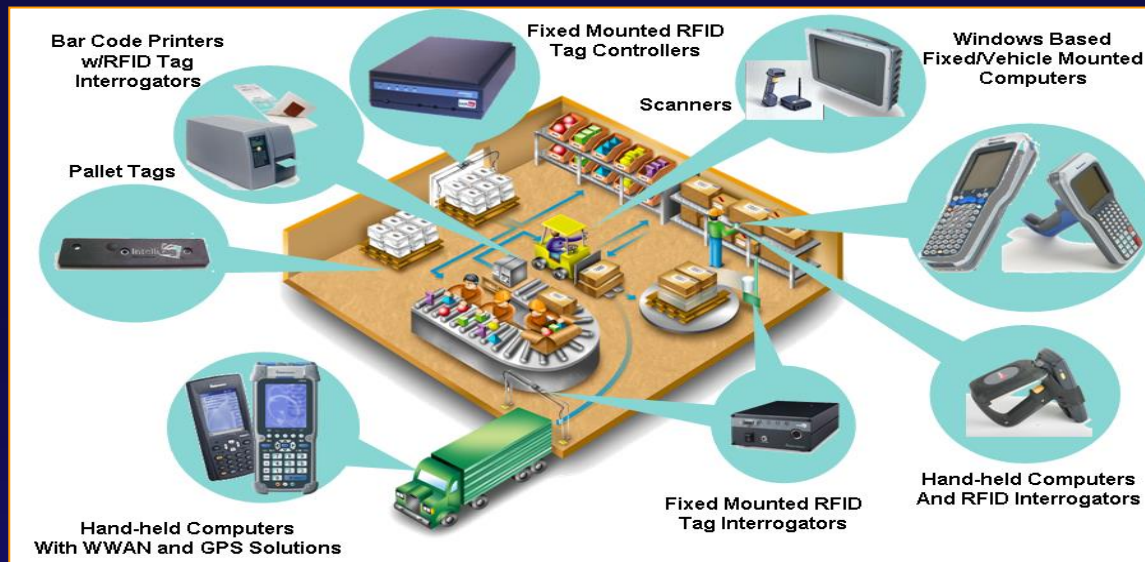 Bar Code Printers
w/RFID Tag
Interrogators
Fixed Mounted RFID
Tag Controllers
Scanners
Windows Based
Fixed/Vehicle Mounted
Computers
Pallet Tags
Hand-held Computers
With WWAN and GPS Solutions
Fixed Mounted RFID
Tag Interrogators
Hand-held Computers
And RFID Interrogators